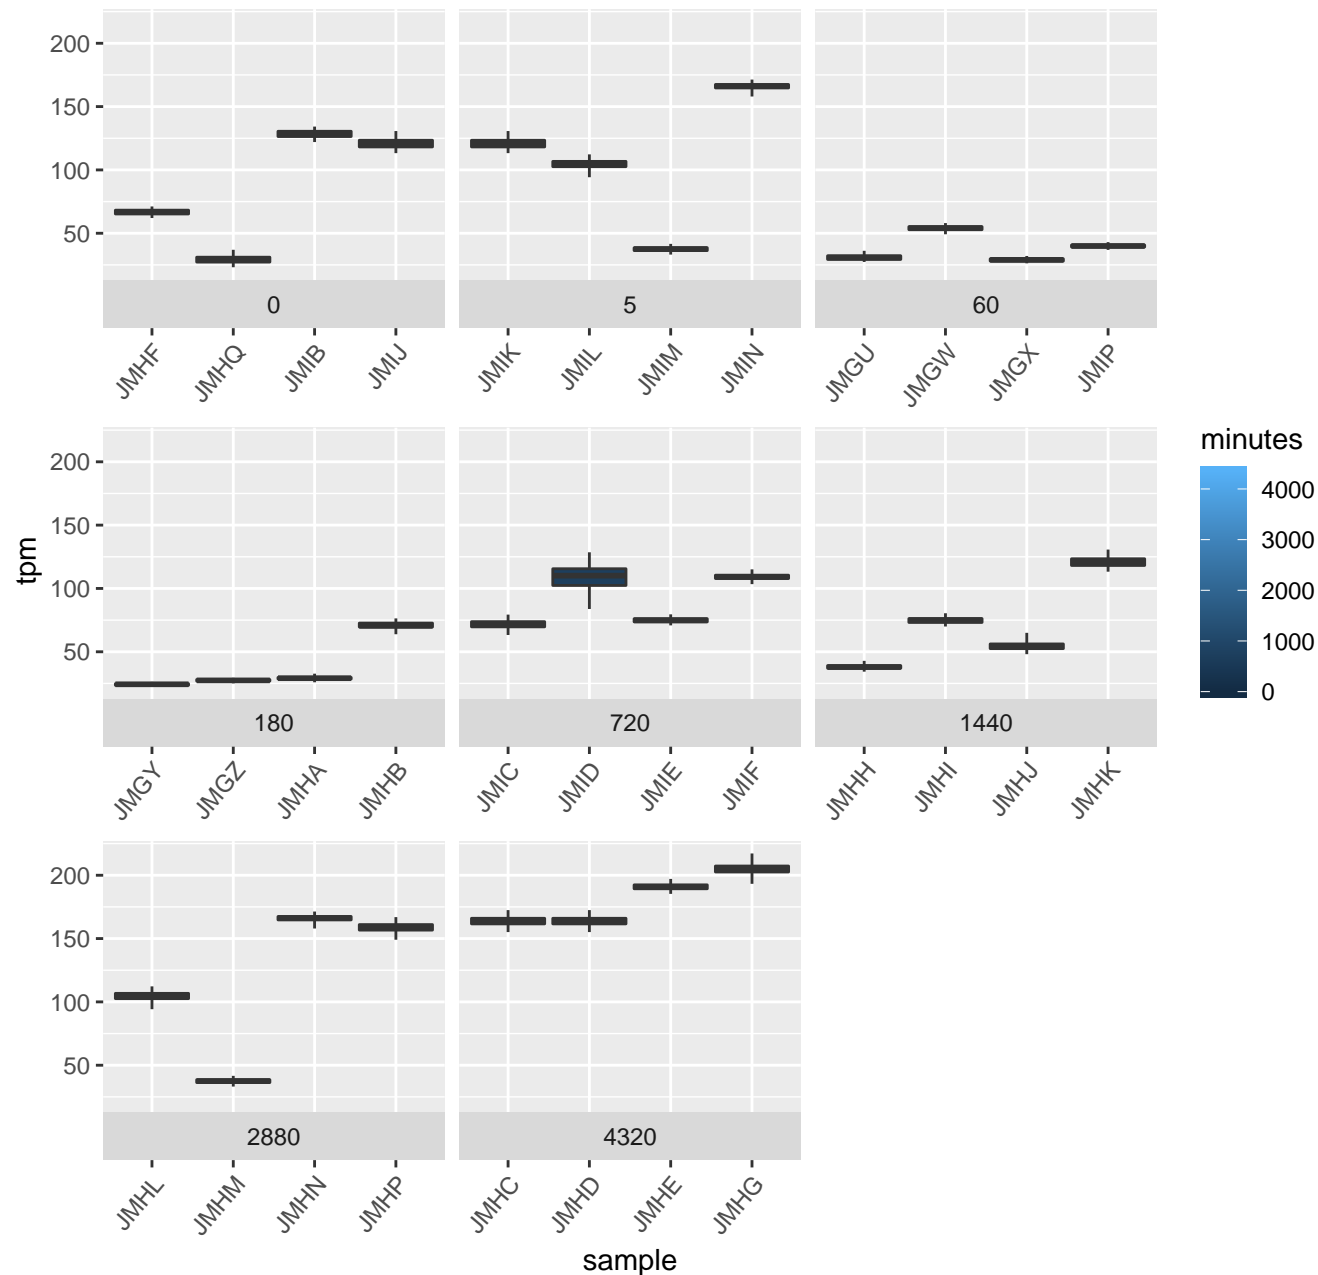 200
150
100
50
0
5
60
JMHF
JMHQ
JMIB
JMIJ
JMIK
JMIL
JMIM
JMIN
JMGU
JMGW
JMGX
JMIP
tpm
200
150
100
50
180
720
1440
JMGY
JMGZ
JMHA
JMHB
JMIC
JMID
JMIE
JMIF
JMHH
JMHI
JMHJ
JMHK
200
150
100
50
2880
4320
JMHL
JMHM
JMHN
JMHP
JMHC
JMHD
JMHE
JMHG
sample
minutes
4000
3000
2000
1000
0